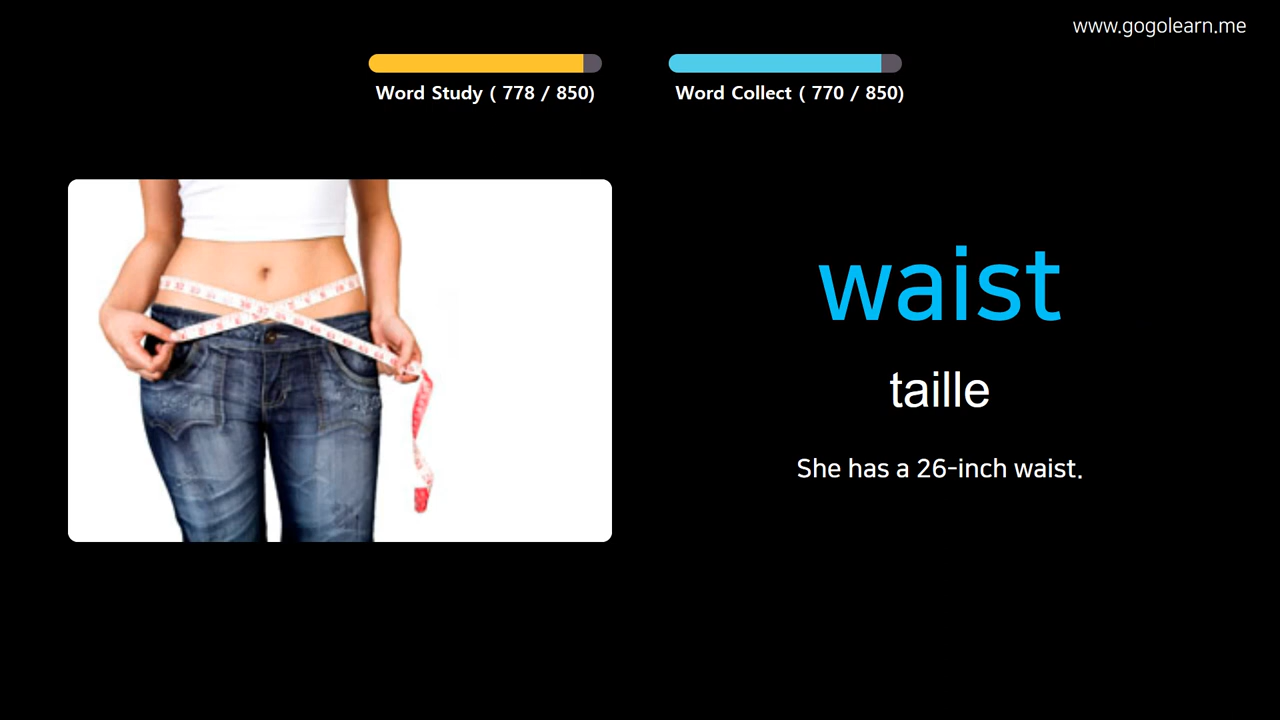 www.gogolearn.me
Word Study ( 778 / 850)
Word Collect ( 770 / 850)
waist
taille
She has a 26-inch waist.